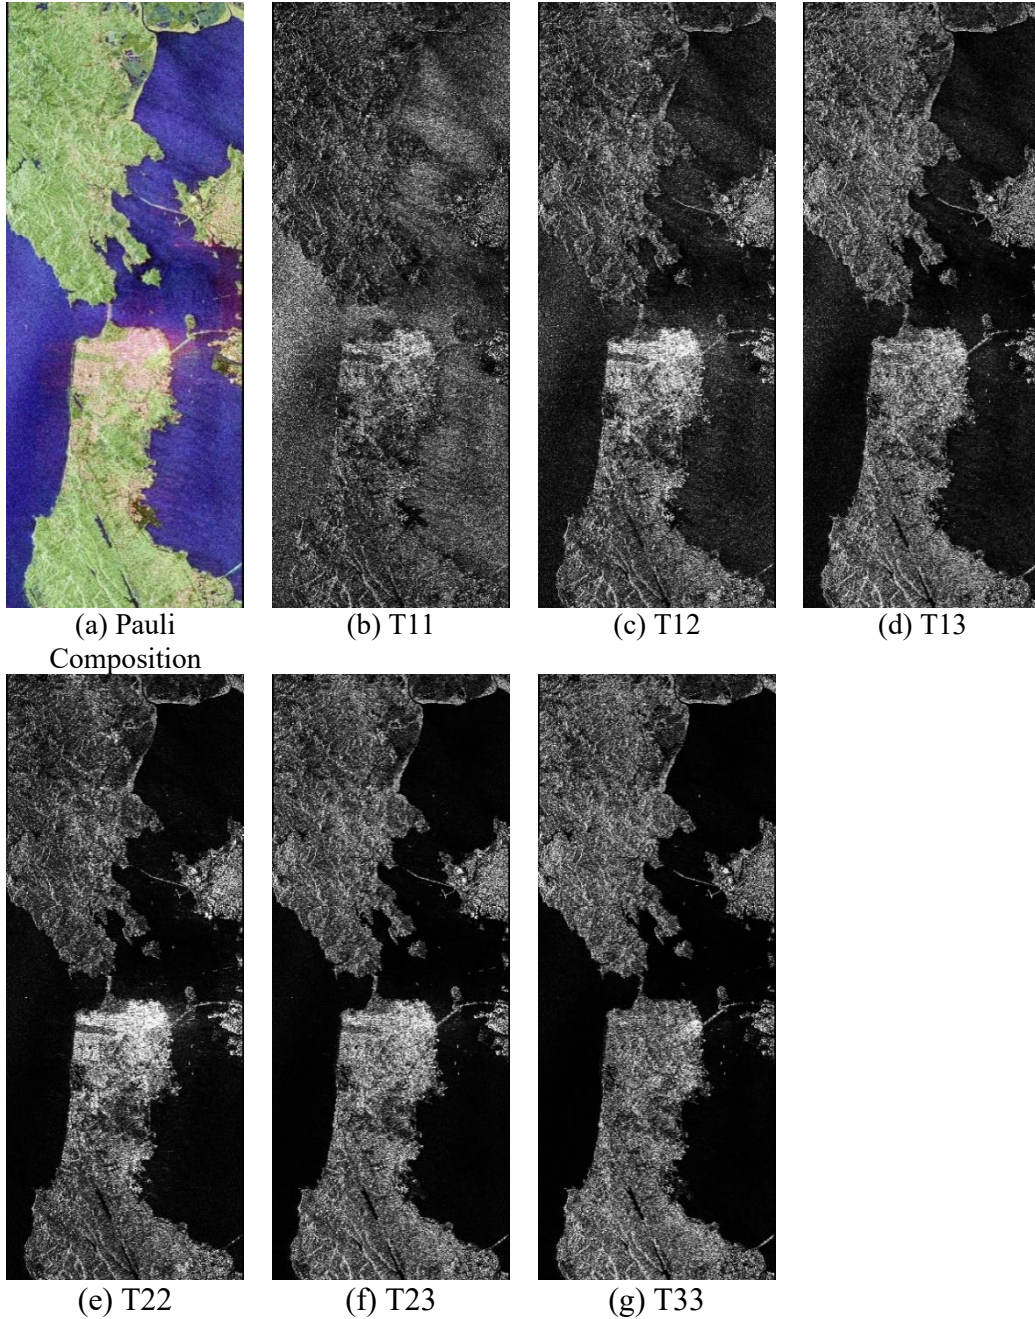 (a) Pauli
Composition
(b) T11
(c) T12
(d) T13
(e) T22
(f) T23
(g) T33